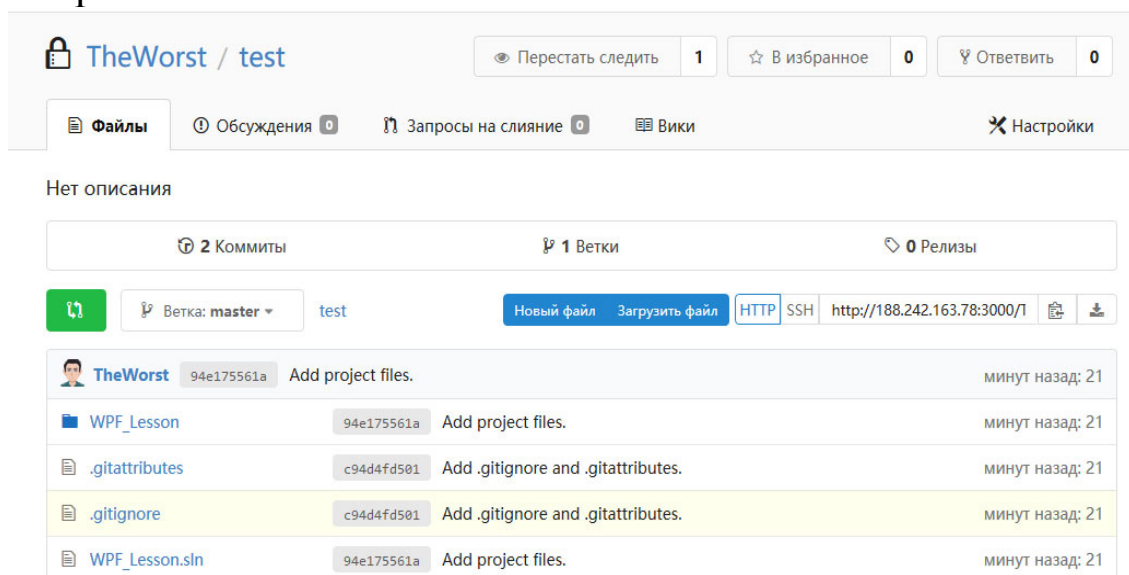 TheWorst / test
Перестать следить 1 В избранное 0 Ответвить 0
Файлы Обсуждения 0 Запросы на слияние 0 Вики Настройки
Нет описания
2 Коммиты 1 Ветки 0 Релизы
Ветка: master test Новый файл Загрузить файл HTTP SSH http://188.242.163.78:3000/T
TheWorst 94e175561a Add project files. минут назад: 21
WPF_Lesson 94e175561a Add project files. минут назад: 21
.gitattributes c94d4fd501 Add .gitignore and .gitattributes. минут назад: 21
.gitignore c94d4fd501 Add .gitignore and .gitattributes. минут назад: 21
WPF_Lesson.sln 94e175561a Add project files. минут назад: 21